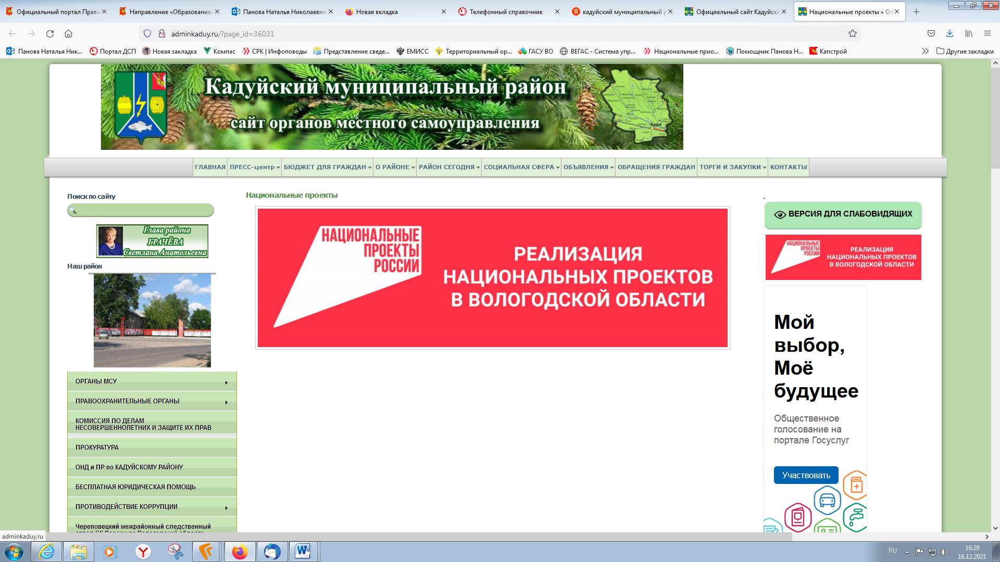 Официальный портал Прави
Направление «Образование»
Панова Наталья Николаевна
Новая вкладка
Телефонный справочник
кадуйский муниципальный р
Официальный сайт Кадуйско
Национальные проекты » Оф
adminkaduy.ru/?page_id=36031
Панова Наталья Ник...
Портал ДСП
Новая закладка
Компас
СРК | Инфоповоды
Представление сведе...
ЕМИСС
Территориальный ор...
ГАСУ ВО
ВЕГАС - Система упр...
Национальные прио...
Помощник Панова Н...
Капстрой
Другие закладки
Кадуйский муниципальный район
сайт органов местного самоуправления
Кадуй
ГЛАВНАЯ
ПРЕСС-центр
БЮДЖЕТ ДЛЯ ГРАЖДАН
О РАЙОНЕ
РАЙОН СЕГОДНЯ
СОЦИАЛЬНАЯ СФЕРА
ОБЪЯВЛЕНИЯ
ОБРАЩЕНИЯ ГРАЖДАН
ТОРГИ И ЗАКУПКИ
КОНТАКТЫ
Поиск по сайту
Глава района
ГРАЧЁВА
Светлана Анатольевна
Наш район
ОРГАНЫ МСУ
ПРАВООХРАНИТЕЛЬНЫЕ ОРГАНЫ
КОМИССИЯ ПО ДЕЛАМ
НЕСОВЕРШЕННОЛЕТНИХ И ЗАЩИТЕ ИХ ПРАВ
ПРОКУРАТУРА
ОНД и ПР по КАДУЙСКОМУ РАЙОНУ
БЕСПЛАТНАЯ ЮРИДИЧЕСКАЯ ПОМОЩЬ
ПРОТИВОДЕЙСТВИЕ КОРРУПЦИИ
Череповецкий межрайонный следственный
отдел СК России по Вологодской области
Национальные проекты
НАЦИОНАЛЬНЫЕ
ПРОЕКТЫ
РОССИИ
РЕАЛИЗАЦИЯ
НАЦИОНАЛЬНЫХ ПРОЕКТОВ
В ВОЛОГОДСКОЙ ОБЛАСТИ
.
ВЕРСИЯ ДЛЯ СЛАБОВИДЯЩИХ
НАЦИОНАЛЬНЫЕ
ПРОЕКТЫ
РОССИИ
РЕАЛИЗАЦИЯ
НАЦИОНАЛЬНЫХ ПРОЕКТОВ
В ВОЛОГОДСКОЙ ОБЛАСТИ
Мой
выбор,
Моё
будущее
Общественное
голосование на
портале Госуслуг
Участвовать
adminkaduy.ru
RU
16:29
16.12.2021